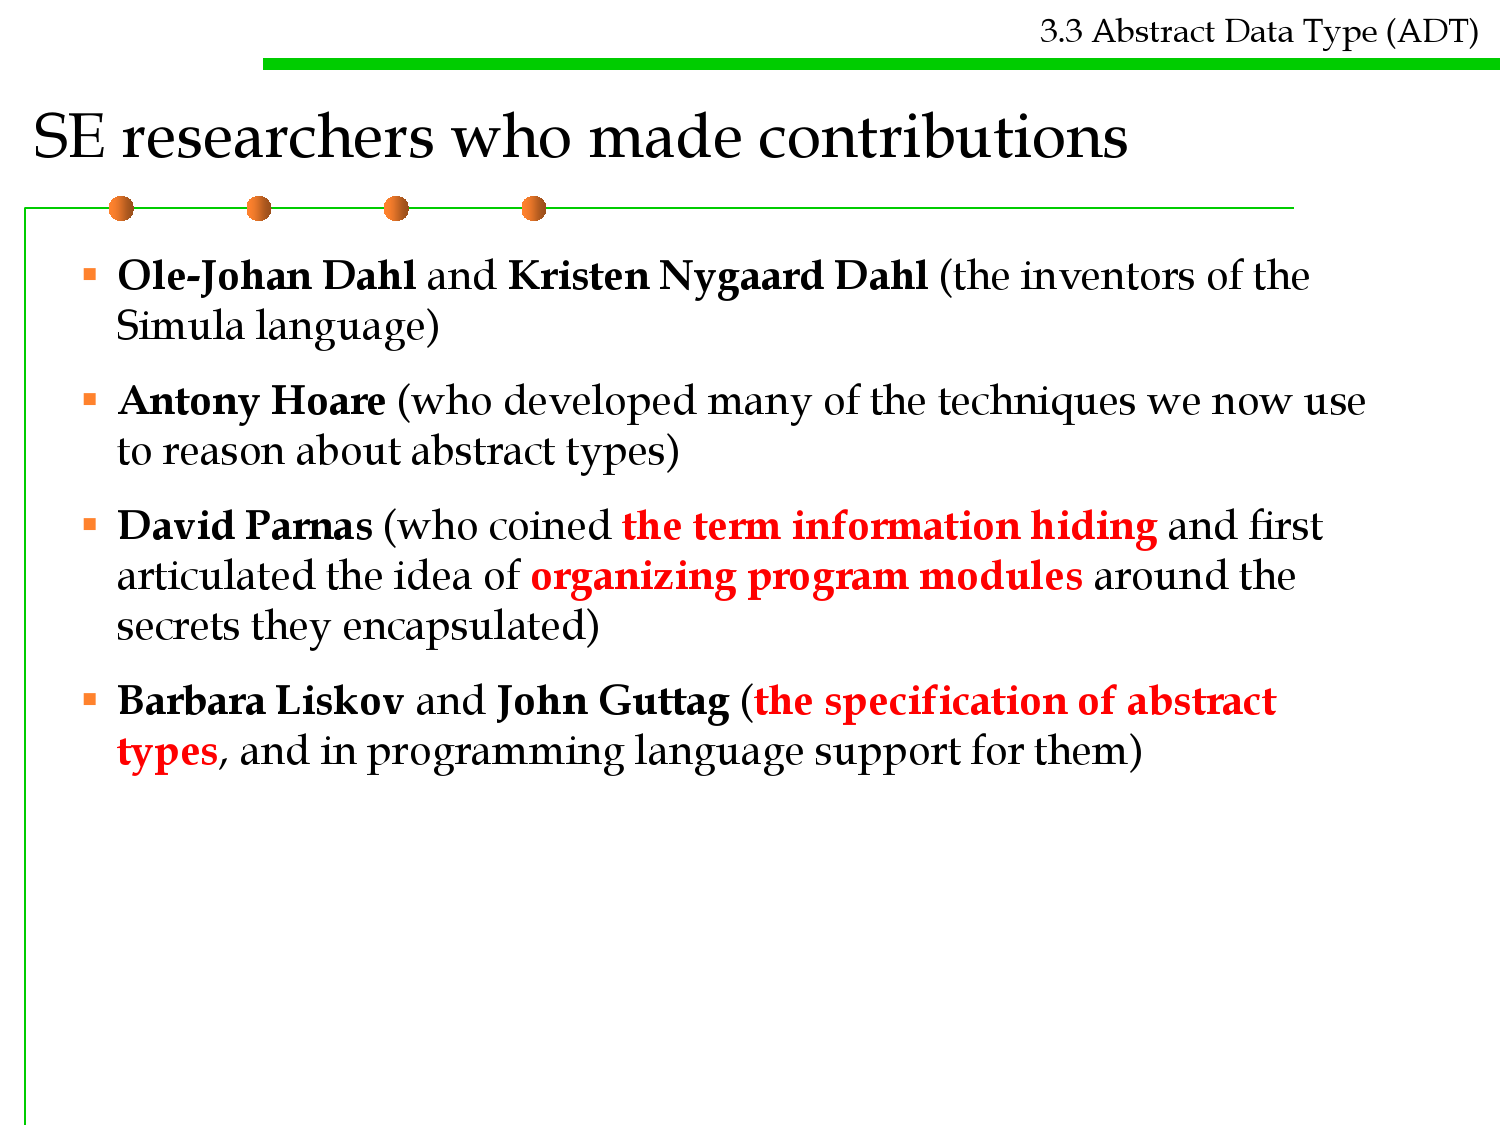 3.3 Abstract Data Type (ADT)
SE researchers who made contributions
▪ Ole-Johan Dahl and Kristen Nygaard Dahl (the inventors of the
Simula language)
▪ Antony Hoare (who developed many of the techniques we now use
to reason about abstract types)
▪ David Parnas (who coined the term information hiding and first
articulated the idea of organizing program modules around the
secrets they encapsulated)
▪ Barbara Liskov and John Guttag (the specification of abstract
types, and in programming language support for them)